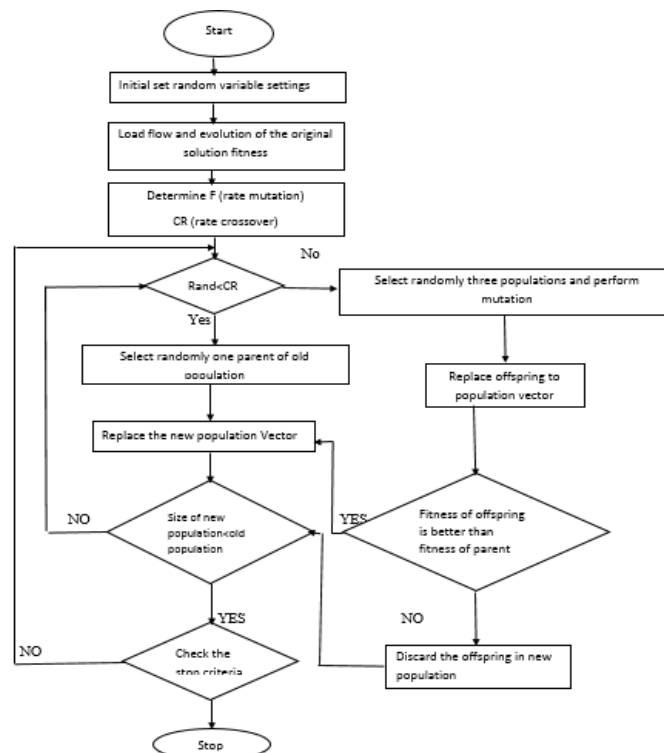 Start
Initial set random variable settings
Load flow and evolution of the original
solution fitness
Determine F (rate mutation)
CR (rate crossover)
No
Rand<CR
Select randomly three populations and perform
mutation
Yes
Select randomly one parent of old
population
Replace offspring to
population vector
Replace the new population Vector
NO
Size of new
population<old
population
YES
Fitness of offspring
is better than
fitness of parent
YES
NO
NO
Check the
stop criteria
Discard the offspring in new
population
Stop